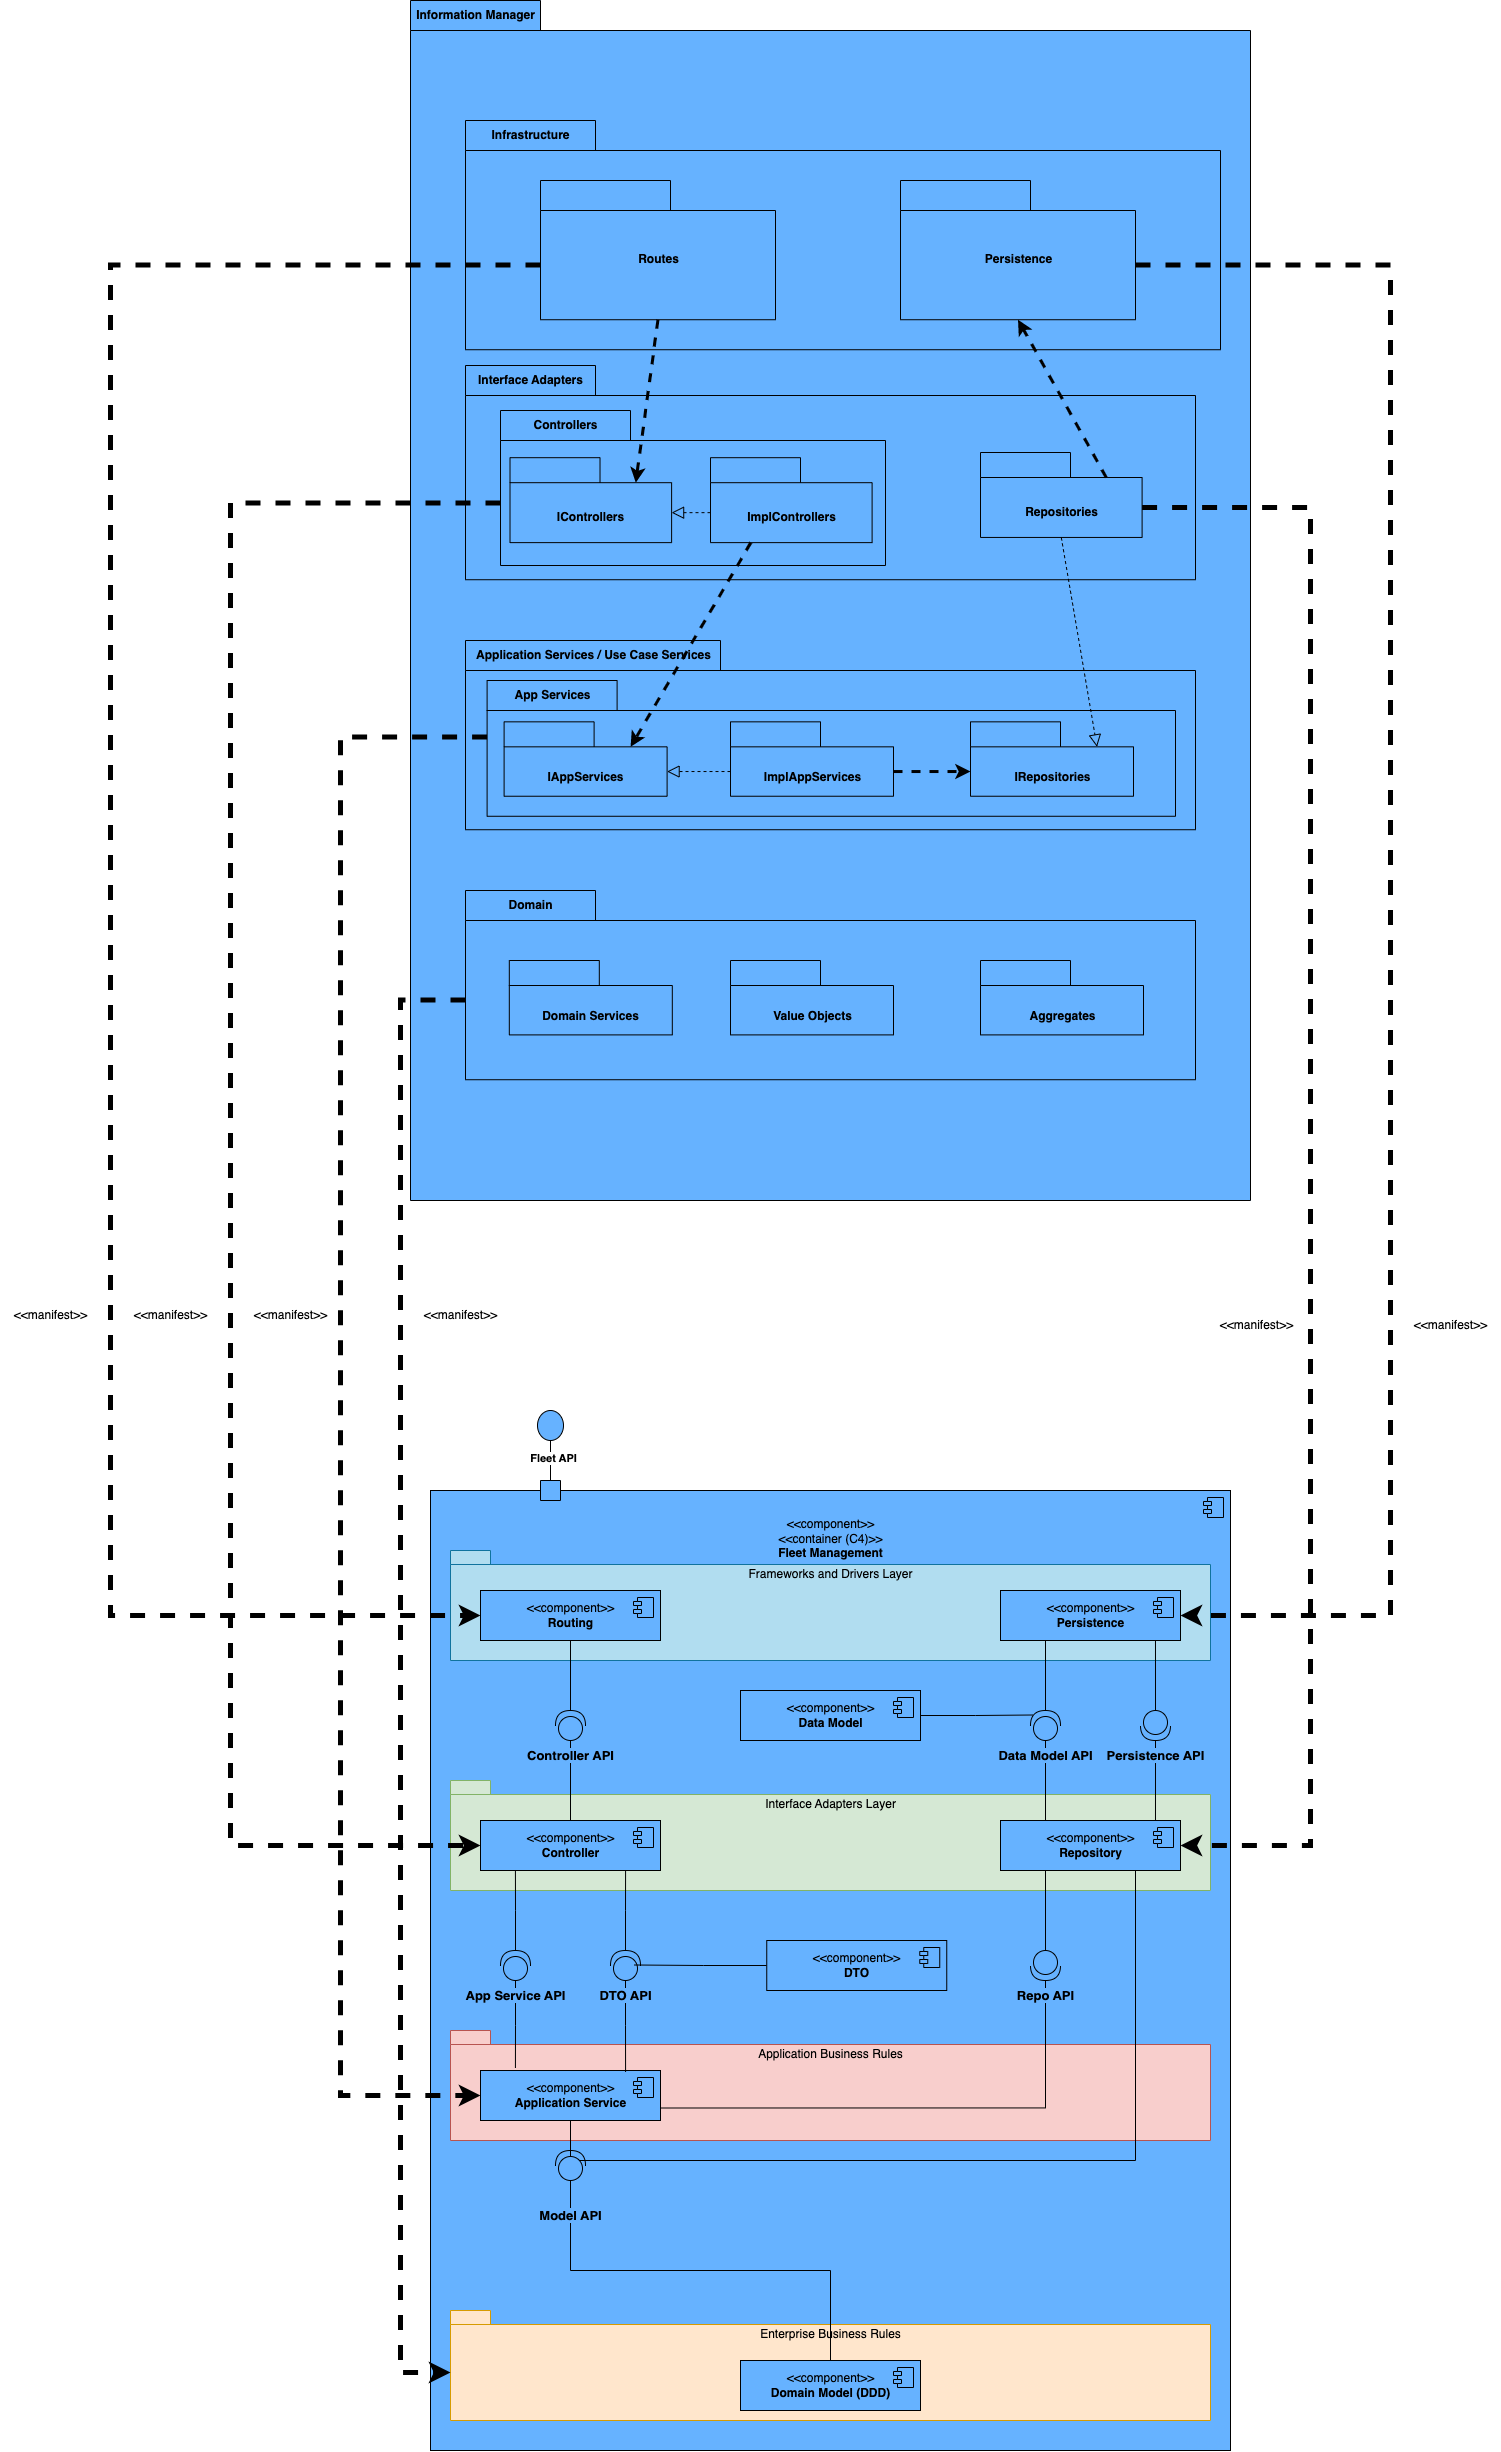 Information Manager
Infrastructure
Routes
Persistence
Interface Adapters
Controllers
IControllers
ImplControllers
Repositories
Application Services / Use Case Services
App Services
IAppServices
ImplAppServices
IRepositories
Domain
Domain Services
Value Objects
Aggregates
<<manifest>>
<<manifest>>
<<manifest>>
<<manifest>>
<<manifest>>
<<manifest>>
Fleet API
<<component>>
<<container (C4)>>
Fleet Management
Frameworks and Drivers Layer
<<component>>
Routing
<<component>>
Persistence
<<component>>
Data Model
Controller API
Data Model API
Persistence API
Interface Adapters Layer
<<component>>
Controller
<<component>>
Repository
<<component>>
DTO
App Service API
DTO API
Repo API
Application Business Rules
<<component>>
Application Service
Model API
Enterprise Business Rules
<<component>>
Domain Model (DDD)